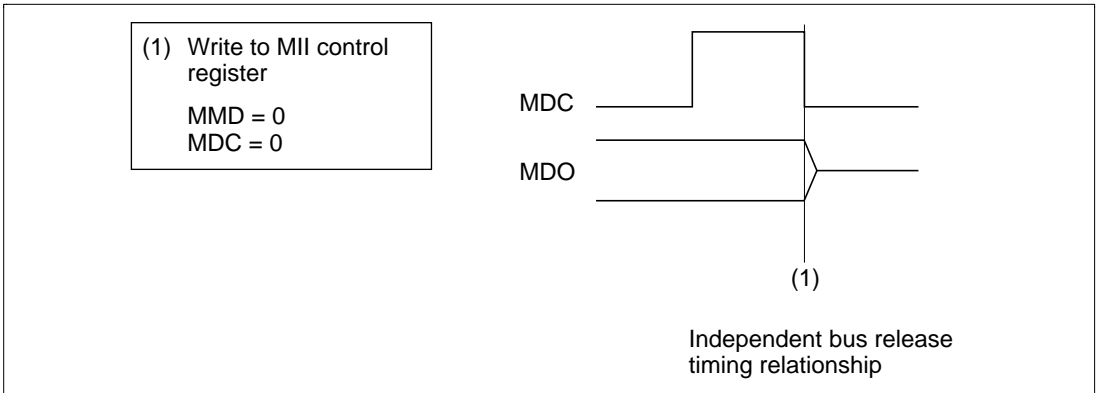 (1) Write to MII control
register
MMD = 0
MDC = 0
MDC
MDO
(1)
Independent bus release
timing relationship